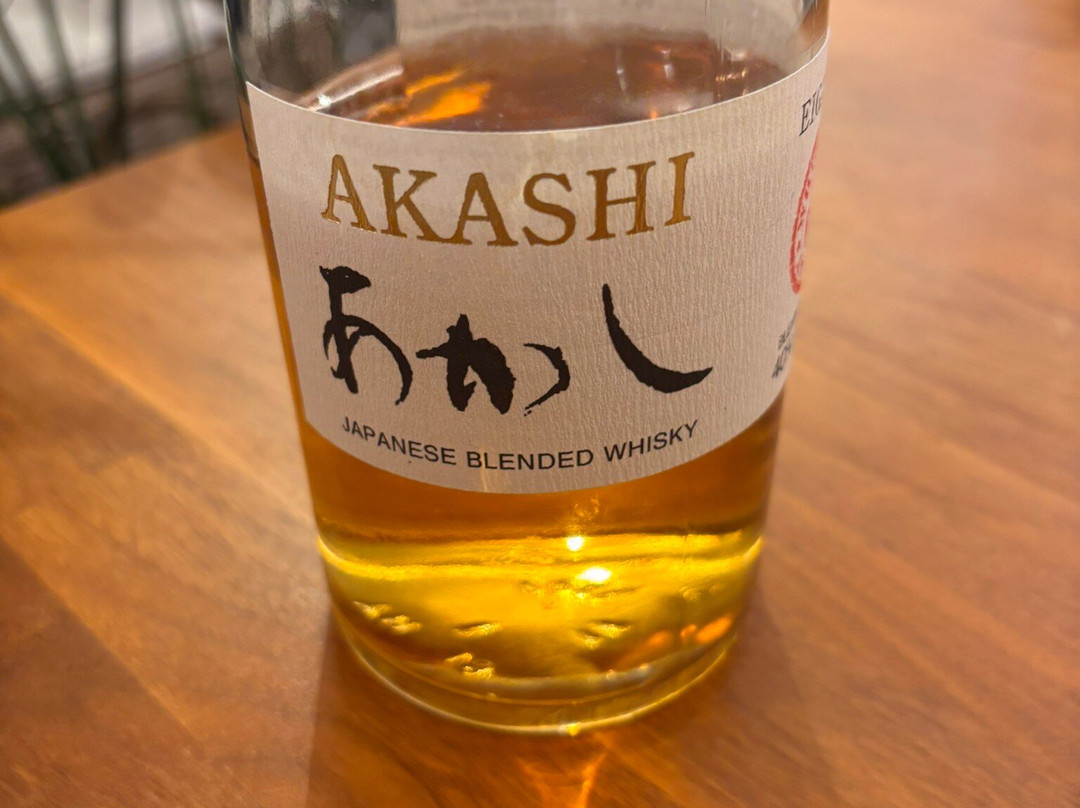 AKASHI
あかし
JAPANESE BLENDED WHISKY